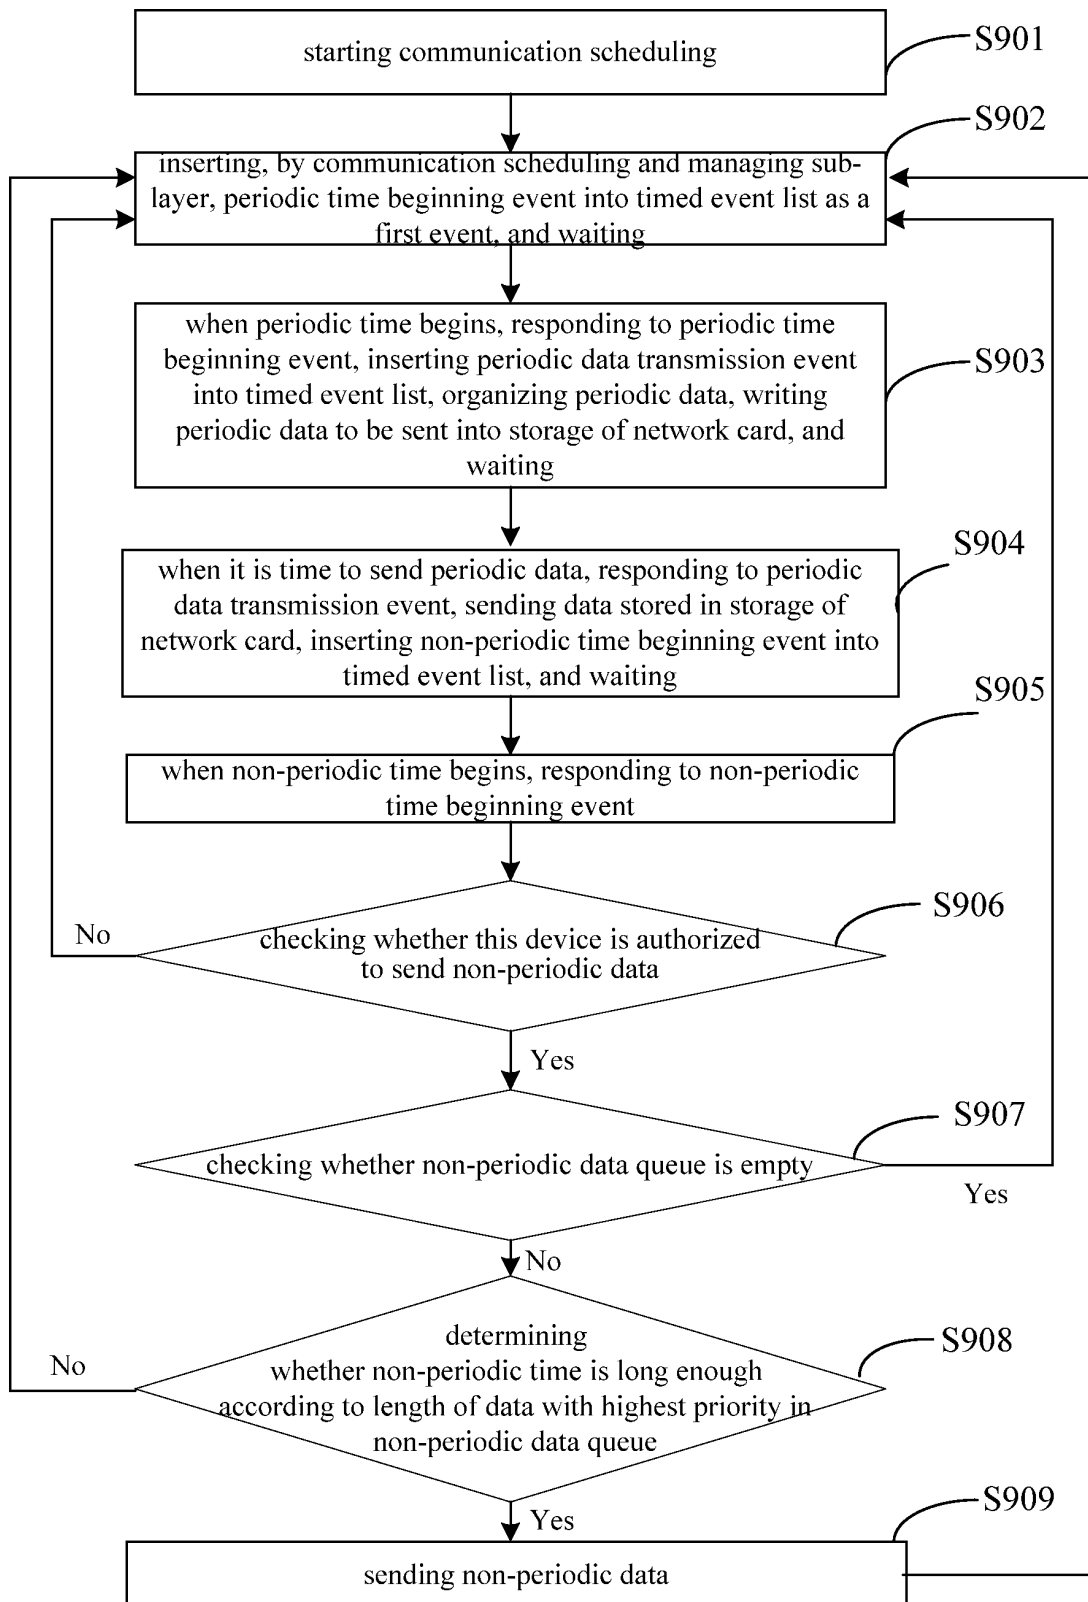 starting communication scheduling
S901
S902
inserting, by communication scheduling and managing sub-
layer, periodic time beginning event into timed event list as a
first event, and waiting
when periodic time begins, responding to periodic time
beginning event, inserting periodic data transmission event
into timed event list, organizing periodic data, writing
periodic data to be sent into storage of network card, and
waiting
S903
S904
when it is time to send periodic data, responding to periodic
data transmission event, sending data stored in storage of
network card, inserting non-periodic time beginning event into
timed event list, and waiting
S905
when non-periodic time begins, responding to non-periodic
time beginning event
S906
No
checking whether this device is authorized
to send non-periodic data
Yes
S907
checking whether non-periodic data queue is empty
Yes
No
S908
No
determining
whether non-periodic time is long enough
according to length of data with highest priority in
non-periodic data queue
Yes
S909
sending non-periodic data